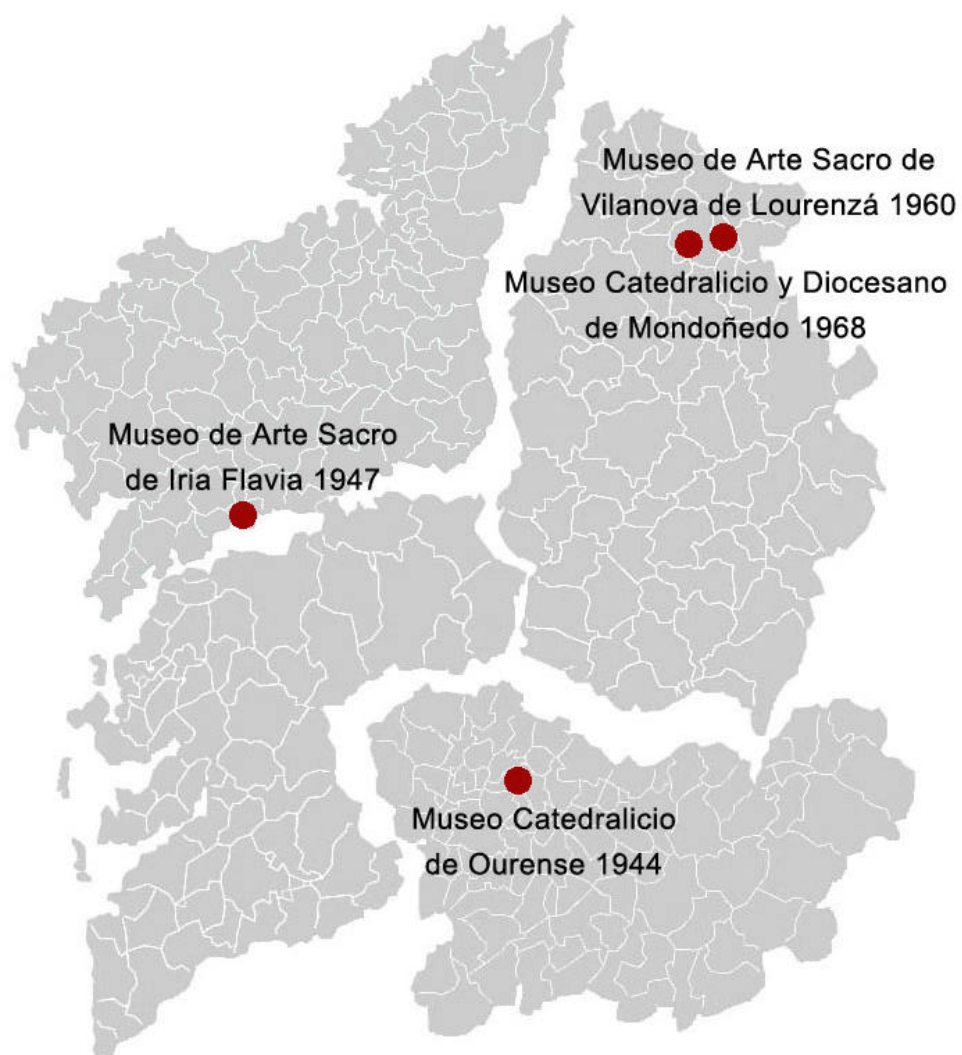 Museo de Arte Sacro de
Vilanova de Lourenzá 1960
Museo Catedralicio y Diocesano
de Mondoñedo 1968
Museo de Arte Sacro
de Iria Flavia 1947
Museo Catedralicio
de Ourense 1944